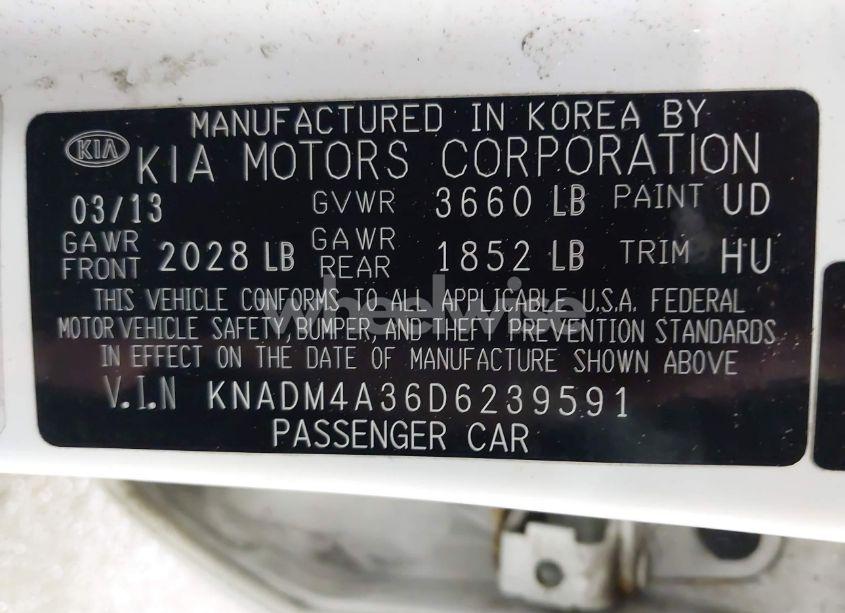 MANUFACTURED IN KOREA BY
KIA KIA MOTORS CORPORATION
03/13 GVWR 3660 LB PAINT UD
GAWR FRONT 2028 LB GAWR REAR 1852 LB TRIM HU
THIS VEHICLE CONFORMS TO ALL APPLICABLE U.S.A. FEDERAL
MOTOR VEHICLE SAFETY, BUMPER, AND THEFT PREVENTION STANDARDS
IN EFFECT ON THE DATE OF MANUFACTURE SHOWN ABOVE
V.I.N KNADM4A36D6239591
PASSENGER CAR
wheelwise